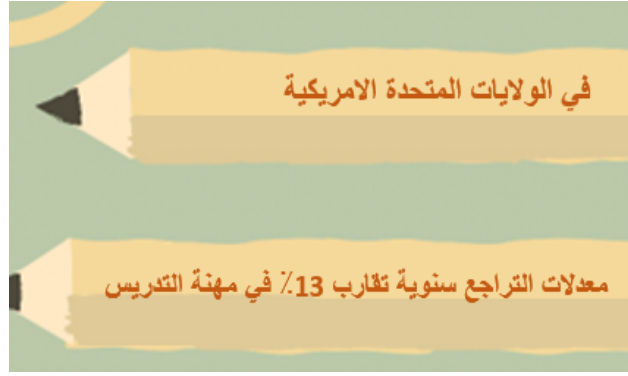 في الولايات المتحدة الامريكية
معدلات التراجع سنوية تقارب 13٪ في مهنة التدريس